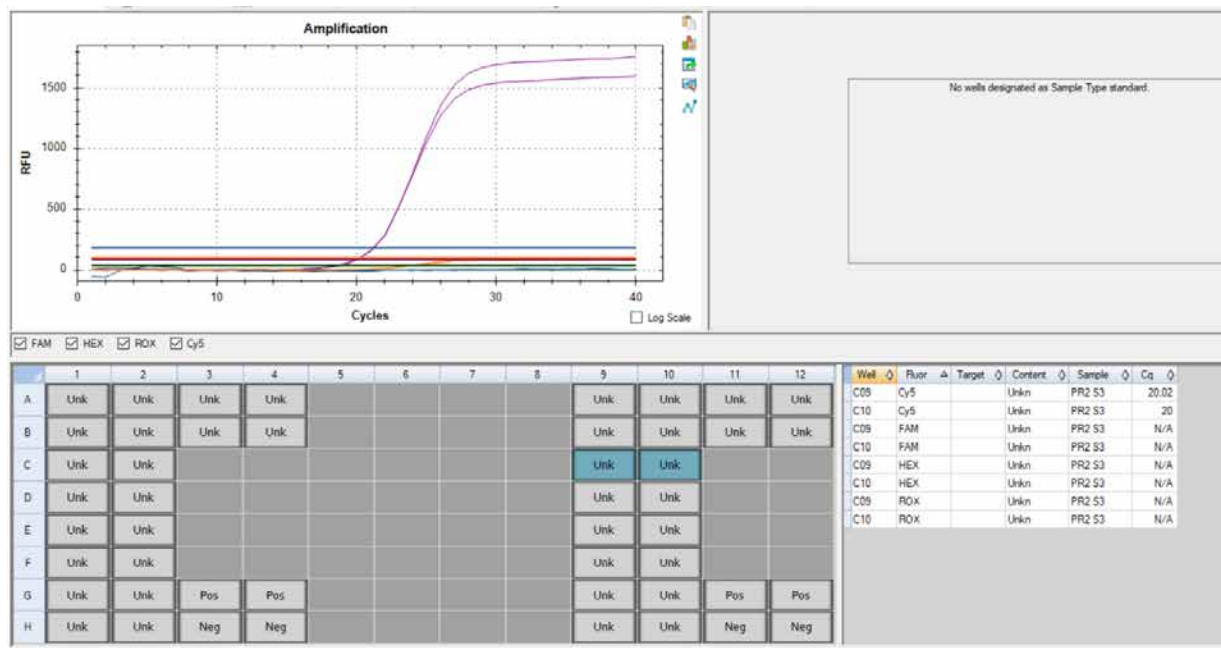 Amplification
No wells designated as Sample Type standard.
1500
1000
500
0
RFU
0 10 20 30 40
Cycles
Log Scale
FAM HEX ROX Cy5
1 2 3 4 5 6 7 8 9 10 11 12
A Unk Unk Unk Unk Unk Unk Unk Unk
B Unk Unk Unk Unk Unk Unk Unk Unk
C Unk Unk Unk Unk
D Unk Unk Unk Unk
E Unk Unk Unk Unk
F Unk Unk Unk Unk
G Unk Unk Pos Pos Unk Unk Pos Pos
H Unk Unk Neg Neg Unk Unk Neg Neg
Well Fluor Target Content Sample Cq
C09 Cy5 Unkn PR2 S3 20.02
C10 Cy5 Unkn PR2 S3 20
C09 FAM Unkn PR2 S3 N/A
C10 FAM Unkn PR2 S3 N/A
C09 HEX Unkn PR2 S3 N/A
C10 HEX Unkn PR2 S3 N/A
C09 ROX Unkn PR2 S3 N/A
C10 ROX Unkn PR2 S3 N/A